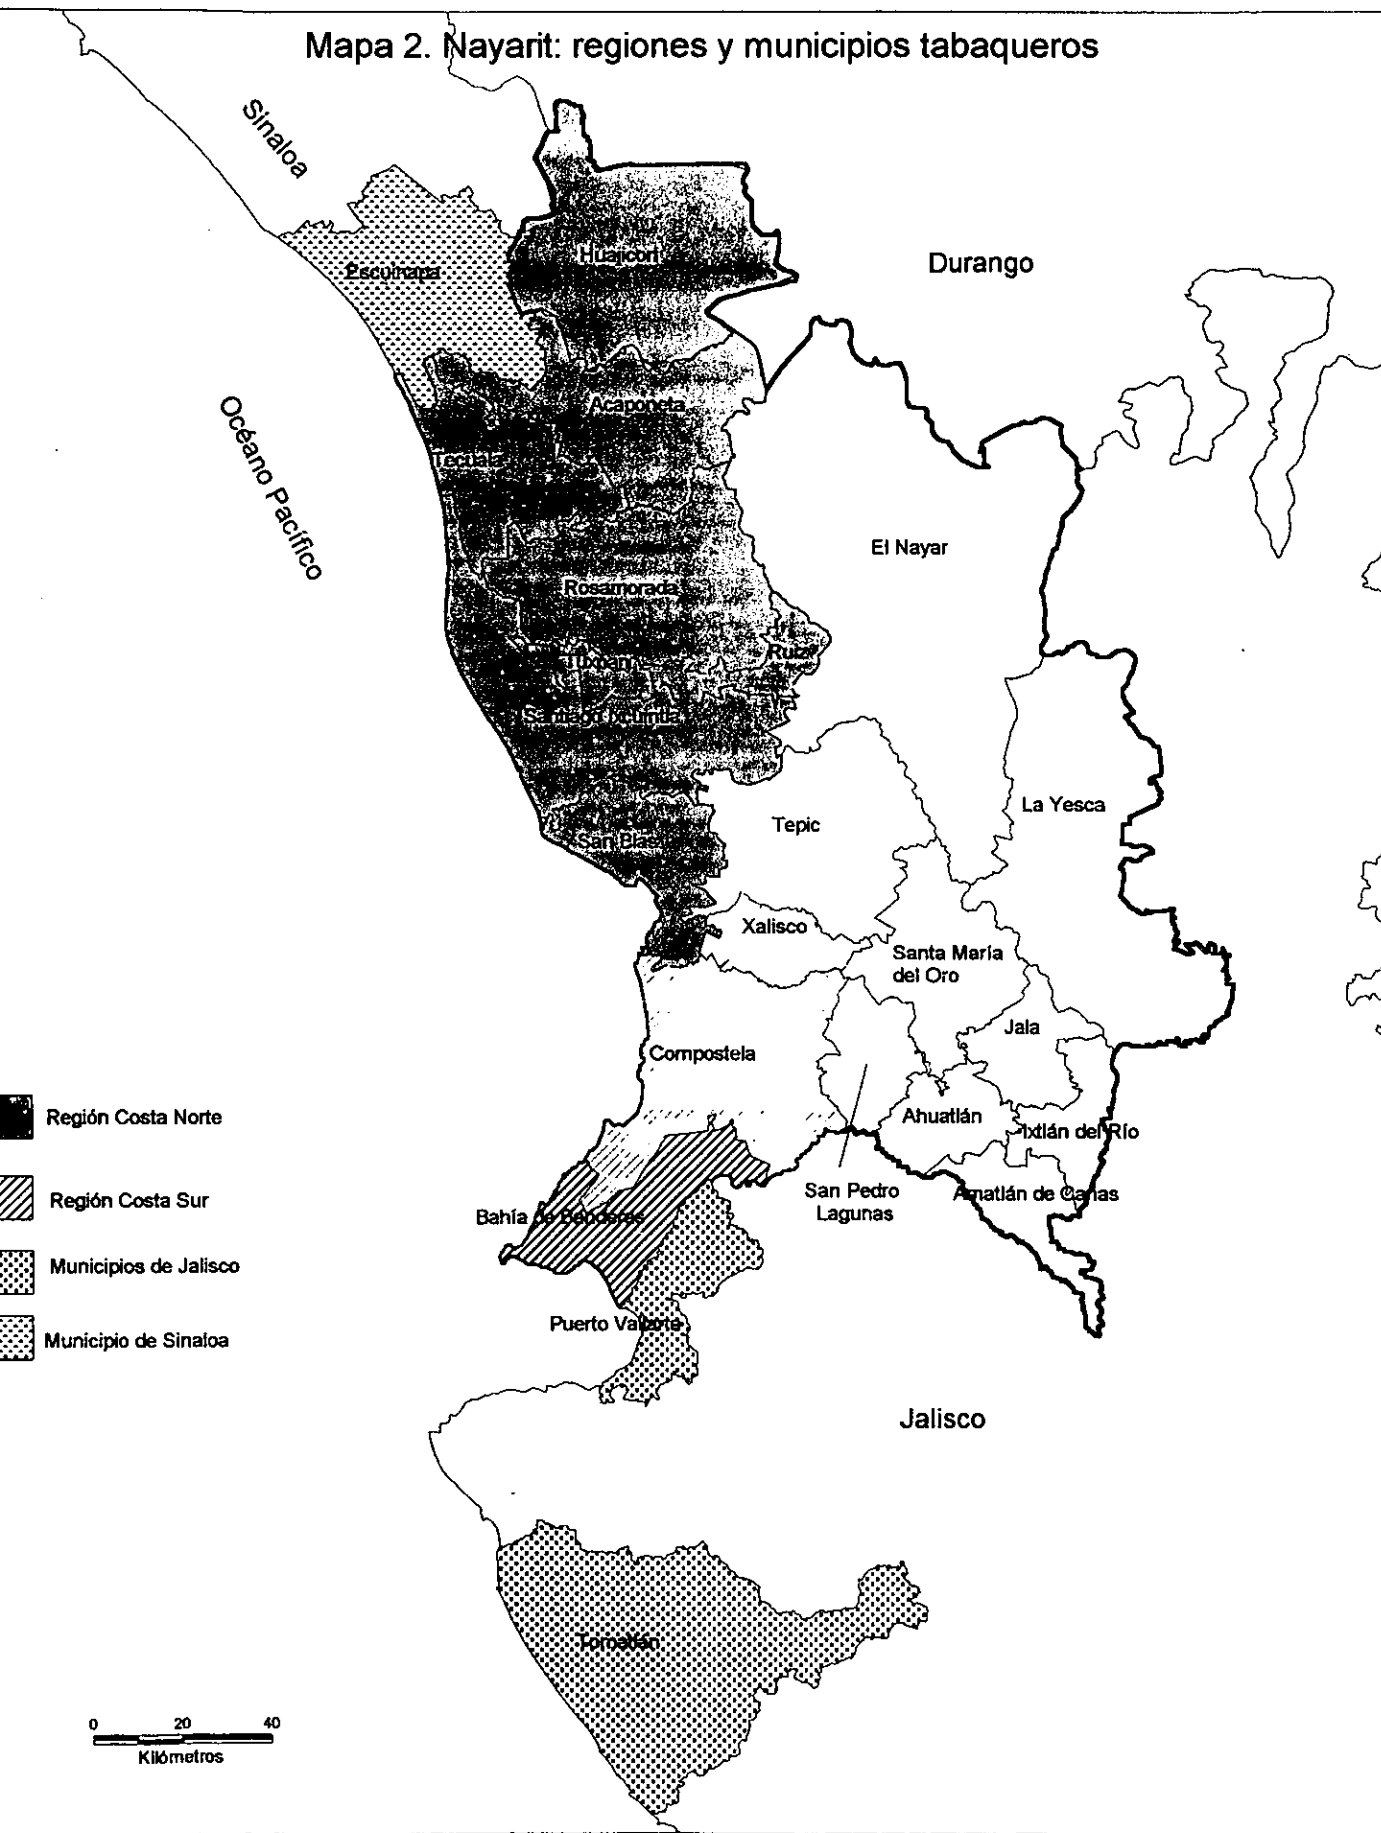 Mapa 2. Nayarit: regiones y municipios tabaqueros
Sinaloa
Huajicori
Durango
Escuinapa
Acaponeta
Océano Pacífico
Tecuala
El Nayar
Rosamorada
Ruiz
Tuxpan
Santiago Ixcuintla
La Yesca
Tepic
San Blas
Xalisco
Santa María
del Oro
Jala
Compostela
Región Costa Norte
Ahuatlán
Ixtlán del Río
San Pedro
Lagunas
Amatlán de Cañas
Región Costa Sur
Bahía de Banderas
Municipios de Jalisco
Puerto Vallarta
Municipio de Sinaloa
Jalisco
Tomatlán
0 20 40
Kilómetros